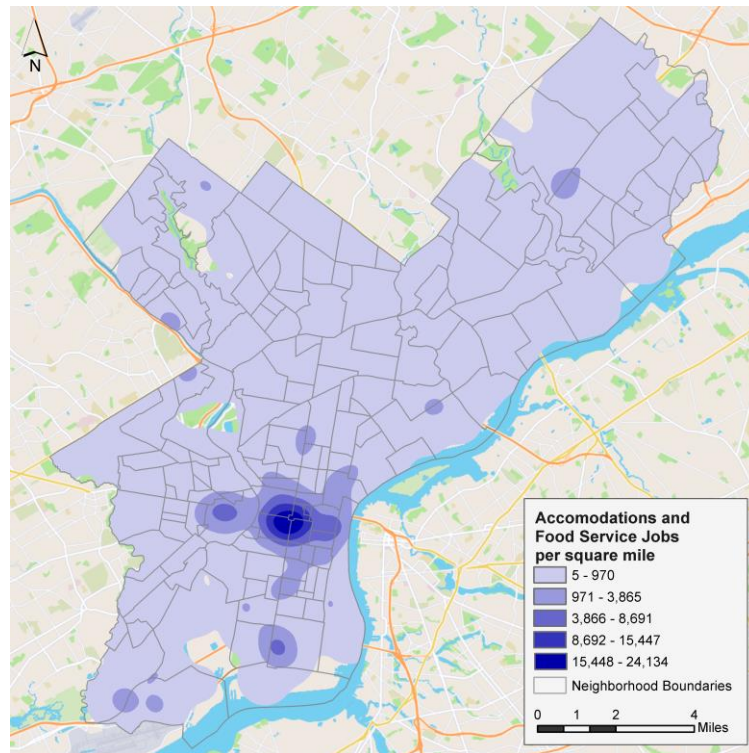 N
Accomodations and
Food Service Jobs
per square mile
5 - 970
971 - 3,865
3,866 - 8,691
8,692 - 15,447
15,448 - 24,134
Neighborhood Boundaries
0 1 2 4
Miles